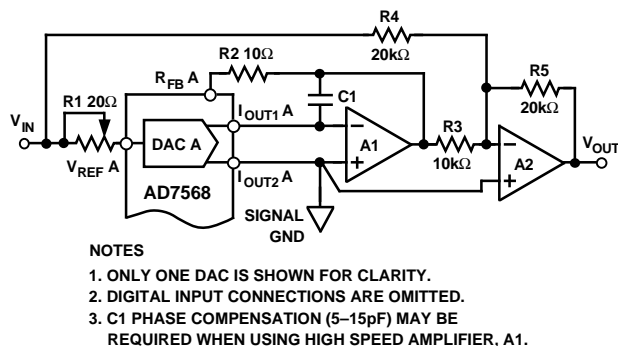 R4
20kΩ
R2 10Ω
R5
20kΩ
R_FB A
C1
R1 20Ω
I_OUT1 A
V_IN
R3
10kΩ
V_OUT
DAC A
A1
A2
V_REF A
I_OUT2 A
AD7568
SIGNAL
GND
NOTES
1. ONLY ONE DAC IS SHOWN FOR CLARITY.
2. DIGITAL INPUT CONNECTIONS ARE OMITTED.
3. C1 PHASE COMPENSATION (5–15pF) MAY BE
REQUIRED WHEN USING HIGH SPEED AMPLIFIER, A1.